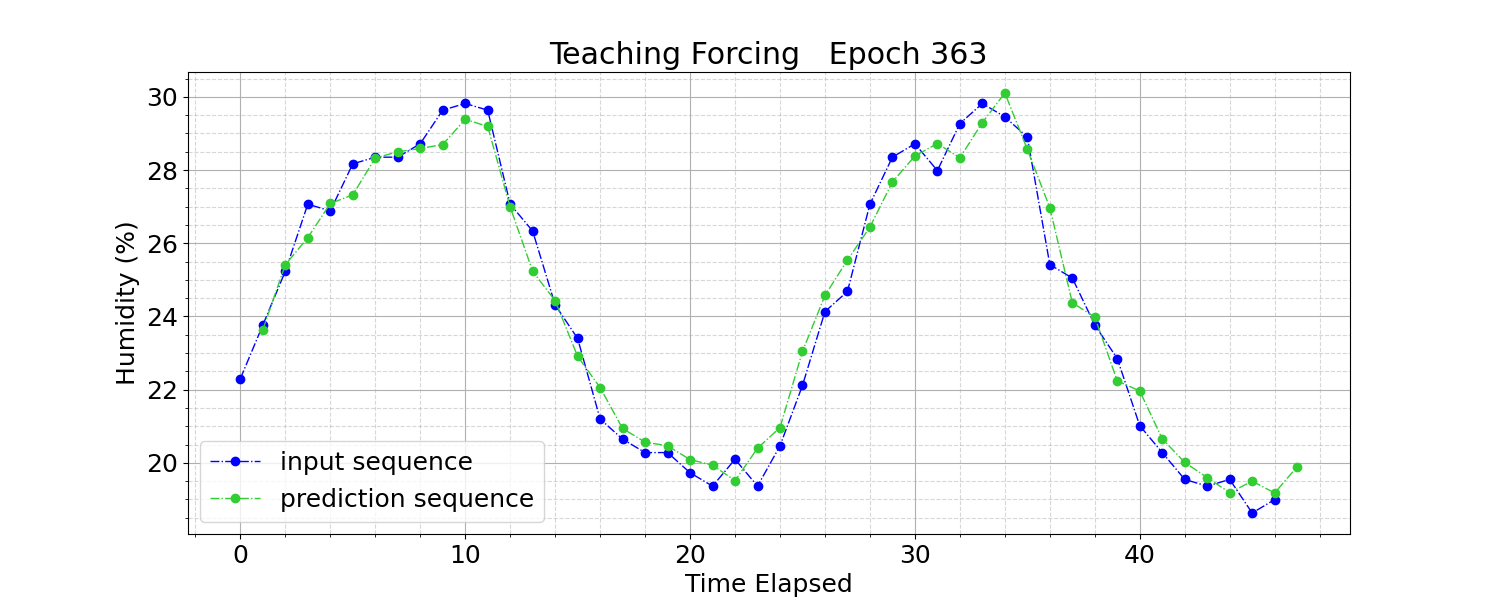 Teaching Forcing   Epoch 363
Humidity (%)
30
28
26
24
22
20
input sequence
prediction sequence
0 10 20 30 40
Time Elapsed